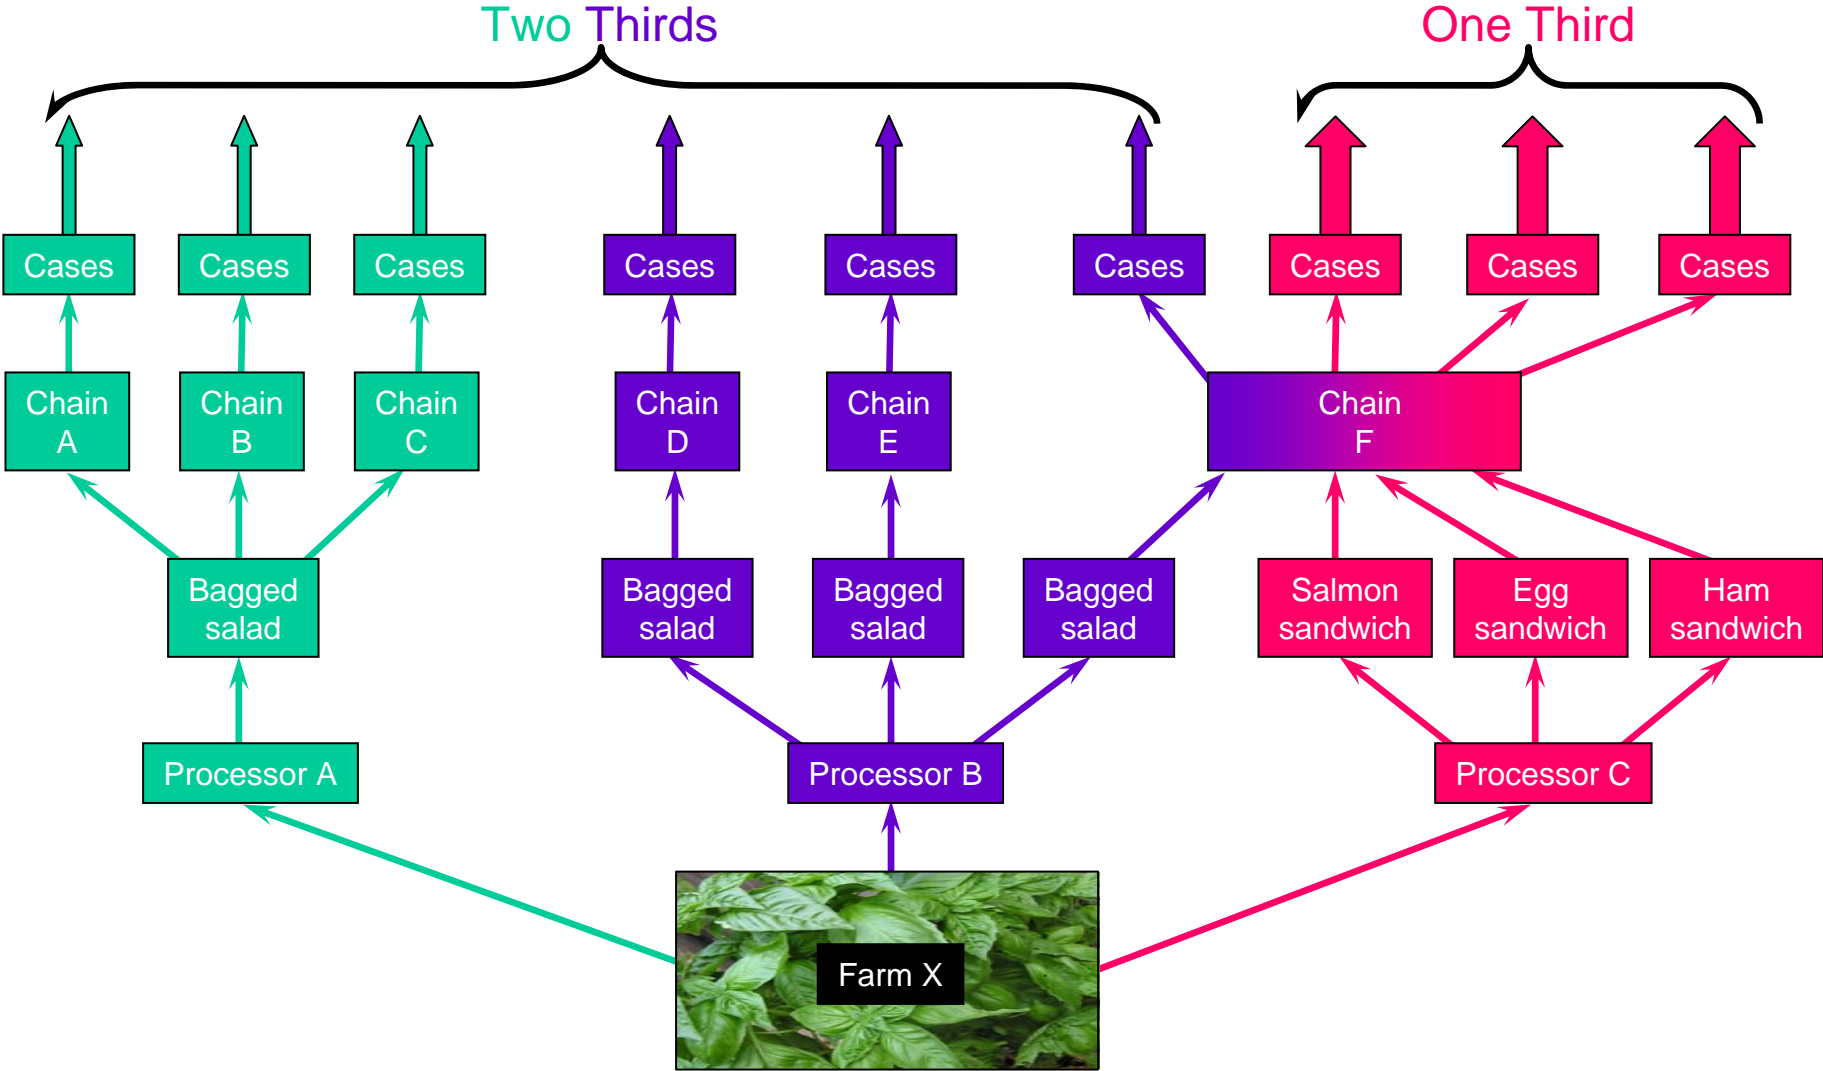 Two Thirds
One Third
Cases
Cases
Cases
Cases
Cases
Cases
Cases
Cases
Cases
Chain
A
Chain
B
Chain
C
Chain
D
Chain
E
Chain
F
Bagged
salad
Bagged
salad
Bagged
salad
Bagged
salad
Salmon
sandwich
Egg
sandwich
Ham
sandwich
Processor A
Processor B
Processor C
Farm X